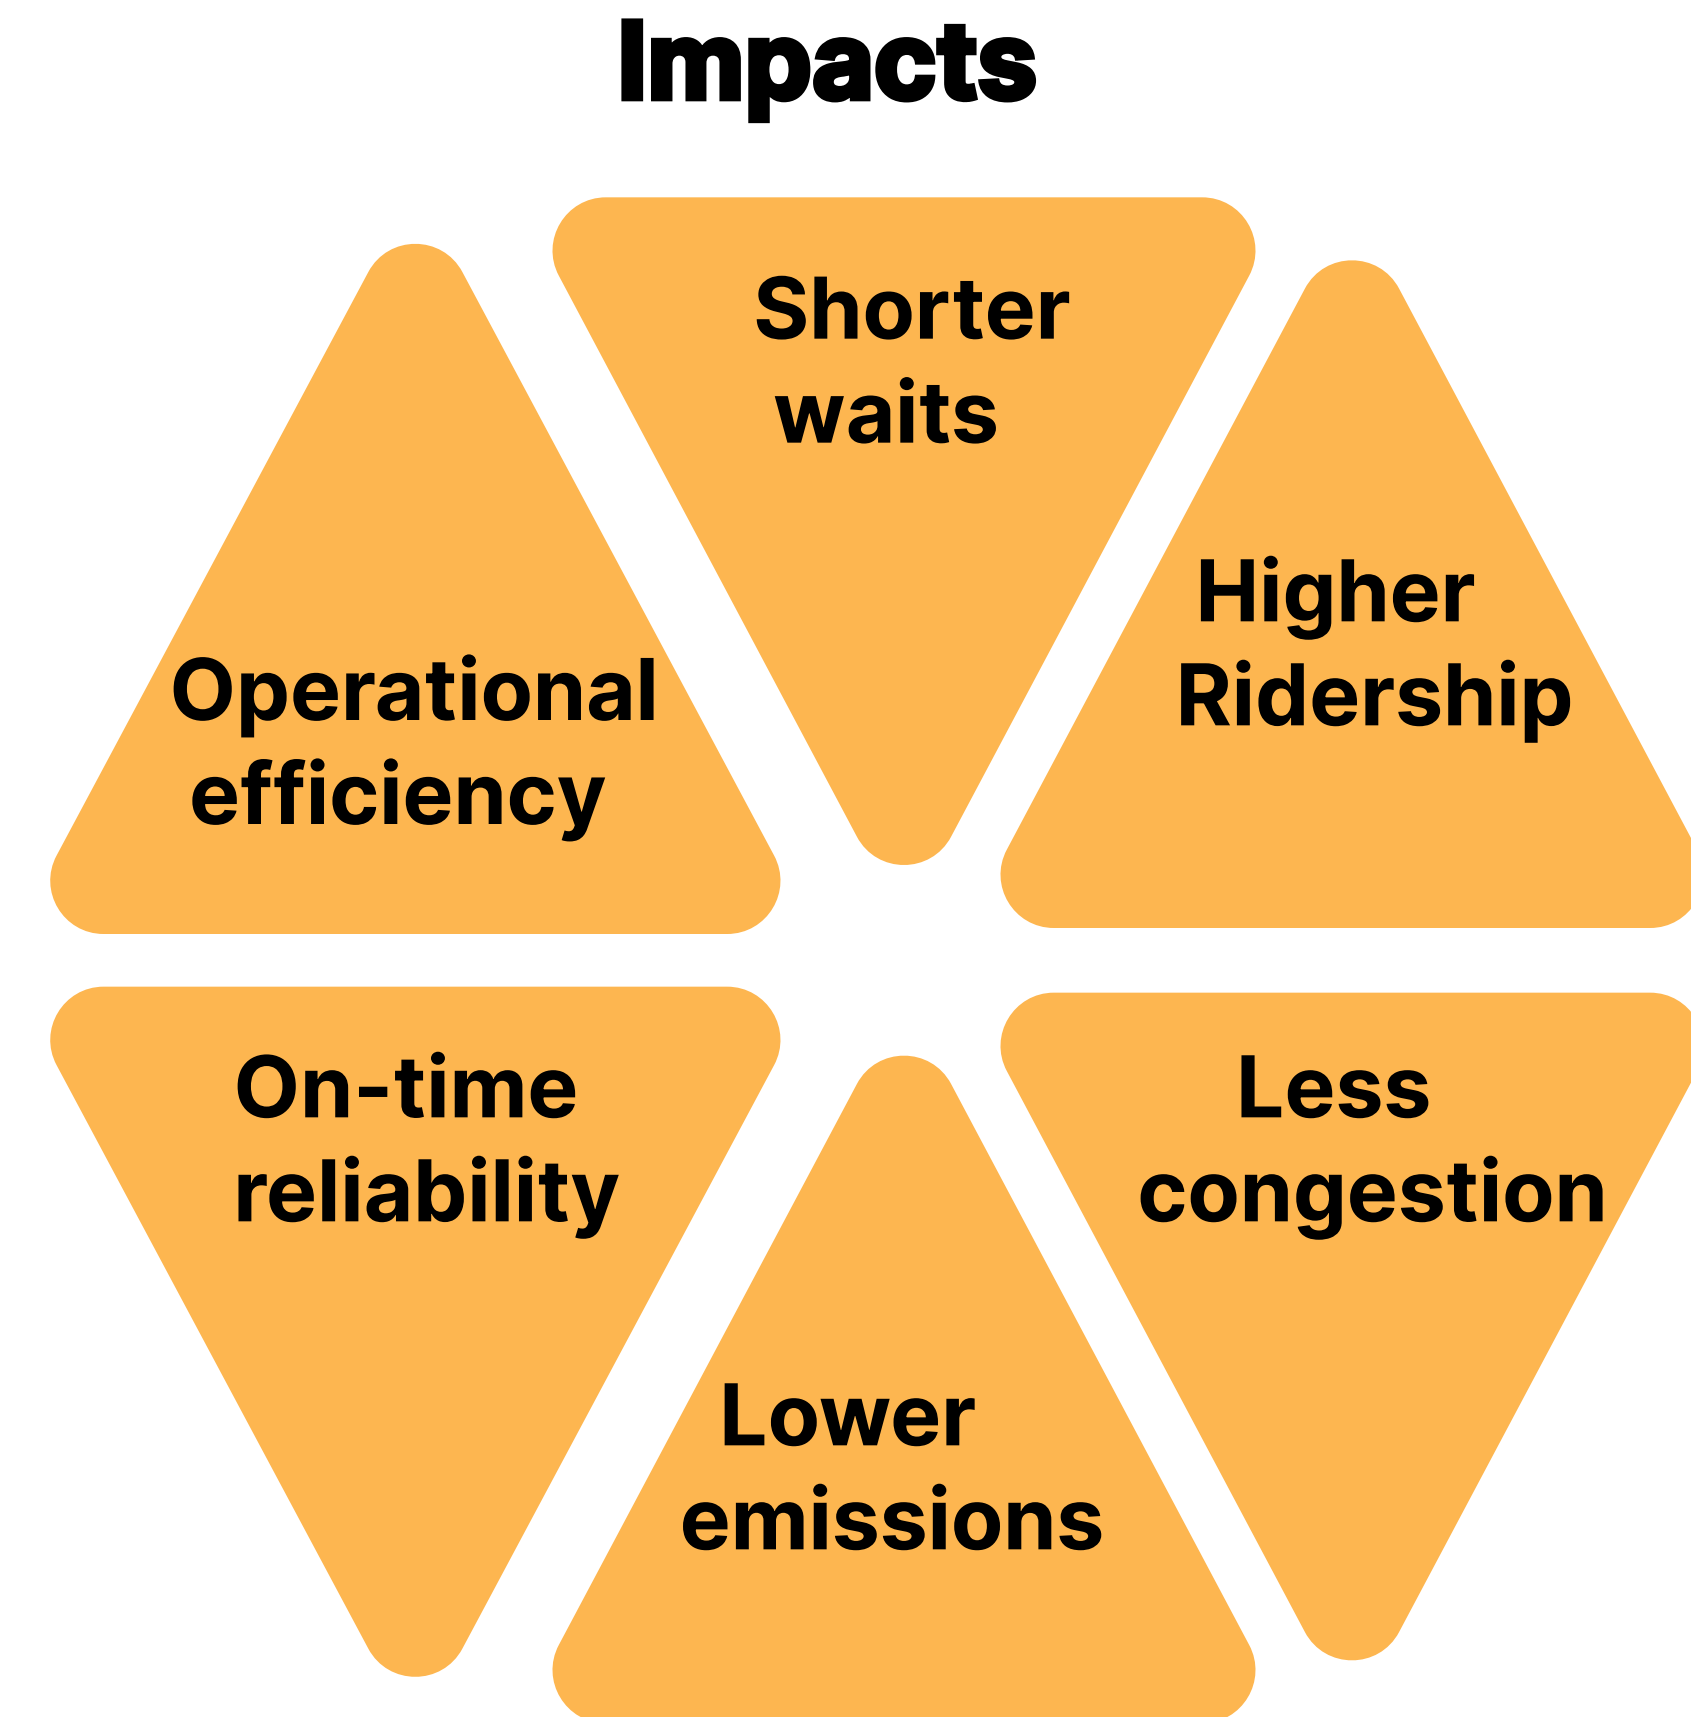 Impacts
Shorter
waits
Higher
Ridership
Operational
efficiency
On-time
reliability
Less
congestion
Lower
emissions